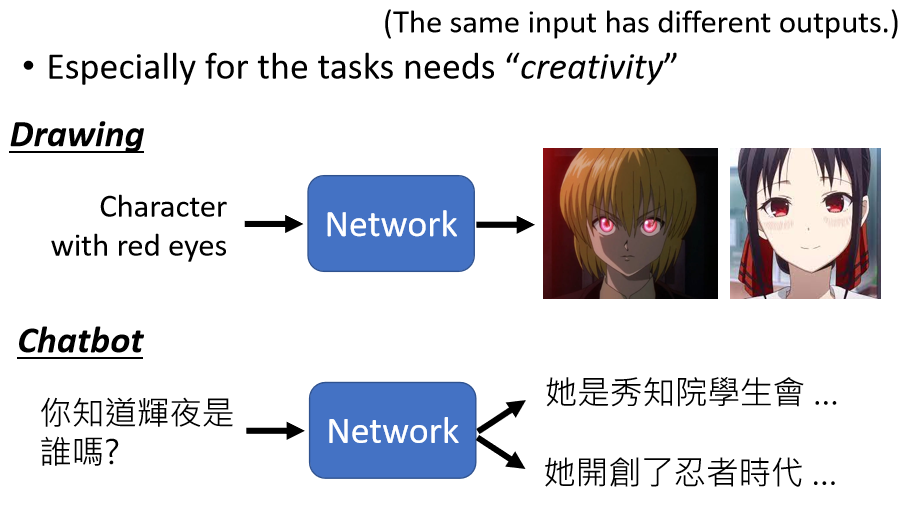 (The same input has different outputs.)
• Especially for the tasks needs “creativity”
Drawing
Character
with red eyes
Network
Chatbot
你知道輝夜是
誰嗎?
Network
她是秀知院學生會 ...
她開創了忍者時代 ...